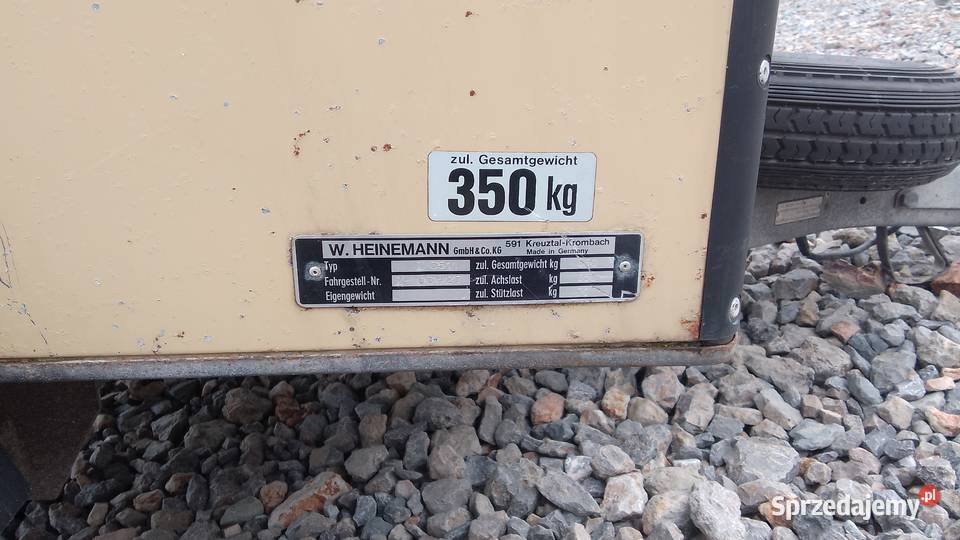 zul. Gesamtgewicht
350 kg
W. HEINEMANN GmbH & Co. KG 591 Kreuztal-Krombach
Made in Germany
Typ zul. Gesamtgewicht kg
Fahrgestell-Nr. zul. Achslast kg
Eigengewicht zul. Stützlast kg
Sprzedajemy .pl